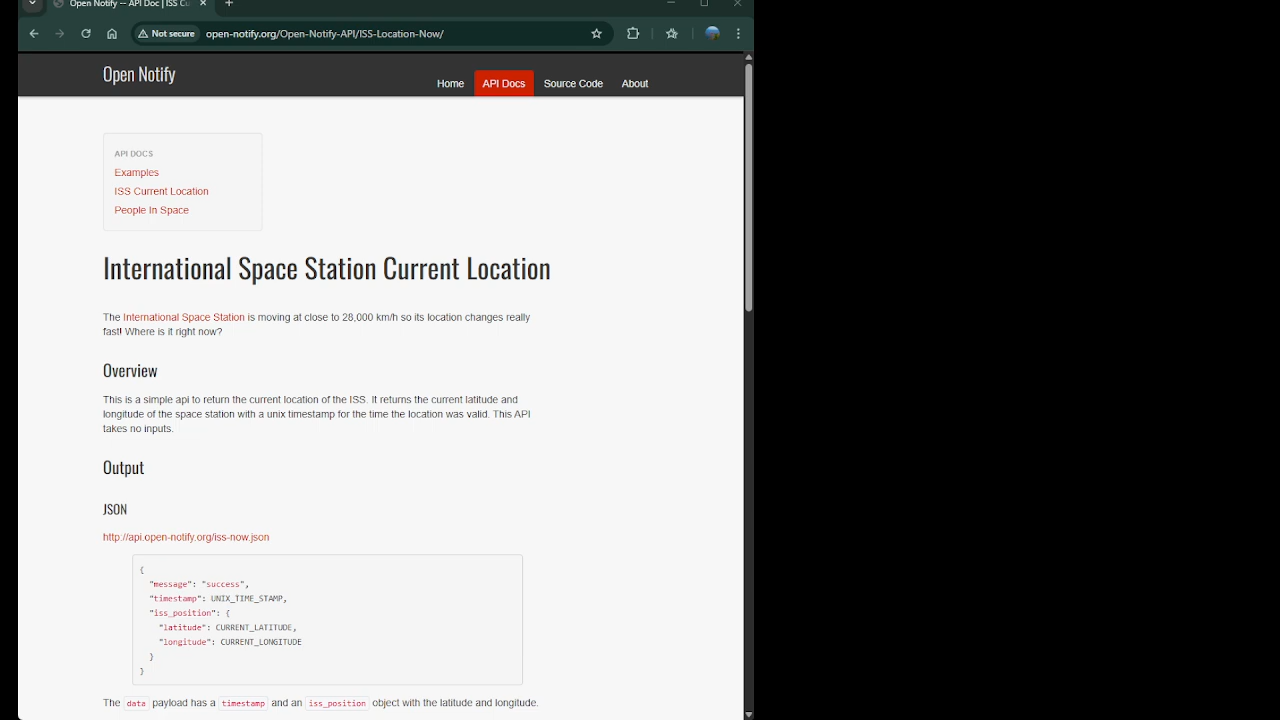 Open Notify -- API Doc | ISS Cu
Not secure open-notify.org/Open-Notify-API/ISS-Location-Now/
Open Notify
Home API Docs Source Code About
API DOCS
Examples
ISS Current Location
People In Space
International Space Station Current Location
The International Space Station is moving at close to 28,000 km/h so its location changes really
fast! Where is it right now?
Overview
This is a simple api to return the current location of the ISS. It returns the current latitude and
longitude of the space station with a unix timestamp for the time the location was valid. This API
takes no inputs.
Output
JSON
http://api.open-notify.org/iss-now.json
{
"message": "success",
"timestamp": UNIX_TIME_STAMP,
"iss_position": {
"latitude": CURRENT_LATITUDE,
"longitude": CURRENT_LONGITUDE
}
}
The data payload has a timestamp and an iss_position object with the latitude and longitude.